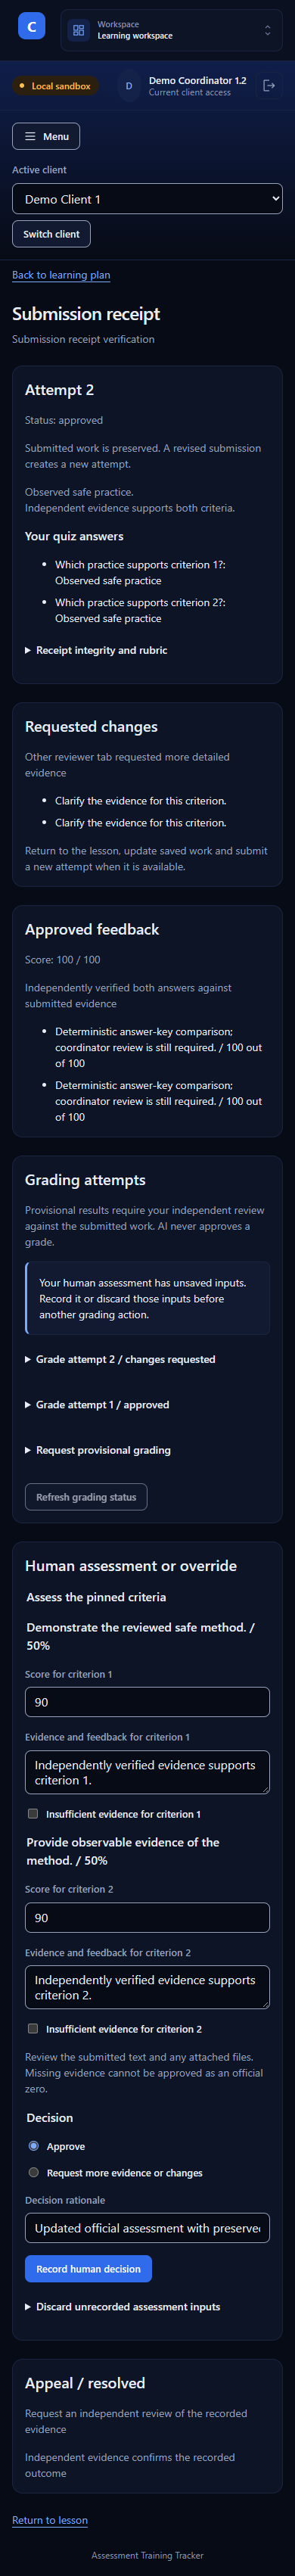 C
Workspace
Learning workspace
Local sandbox
D
Demo Coordinator 1.2
Current client access
Menu
Active client
Demo Client 1
Switch client
Back to learning plan
Submission receipt
Submission receipt verification
Attempt 2
Status: approved
Submitted work is preserved. A revised submission
creates a new attempt.
Observed safe practice.
Independent evidence supports both criteria.
Your quiz answers
Which practice supports criterion 1?:
Observed safe practice
Which practice supports criterion 2?:
Observed safe practice
Receipt integrity and rubric
Requested changes
Other reviewer tab requested more detailed
evidence
Clarify the evidence for this criterion.
Clarify the evidence for this criterion.
Return to the lesson, update saved work and submit
a new attempt when it is available.
Approved feedback
Score: 100 / 100
Independently verified both answers against
submitted evidence
Deterministic answer-key comparison;
coordinator review is still required. / 100 out
of 100
Deterministic answer-key comparison;
coordinator review is still required. / 100 out
of 100
Grading attempts
Provisional results require your independent review
against the submitted work. AI never approves a
grade.
Your human assessment has unsaved inputs.
Record it or discard those inputs before
another grading action.
Grade attempt 2 / changes requested
Grade attempt 1 / approved
Request provisional grading
Refresh grading status
Human assessment or override
Assess the pinned criteria
Demonstrate the reviewed safe method. /
50%
Score for criterion 1
90
Evidence and feedback for criterion 1
Independently verified evidence supports
criterion 1.
Insufficient evidence for criterion 1
Provide observable evidence of the
method. / 50%
Score for criterion 2
90
Evidence and feedback for criterion 2
Independently verified evidence supports
criterion 2.
Insufficient evidence for criterion 2
Review the submitted text and any attached files.
Missing evidence cannot be approved as an official
zero.
Decision
Approve
Request more evidence or changes
Decision rationale
Updated official assessment with preserve
Record human decision
Discard unrecorded assessment inputs
Appeal / resolved
Request an independent review of the recorded
evidence
Independent evidence confirms the recorded
outcome
Return to lesson
Assessment Training Tracker